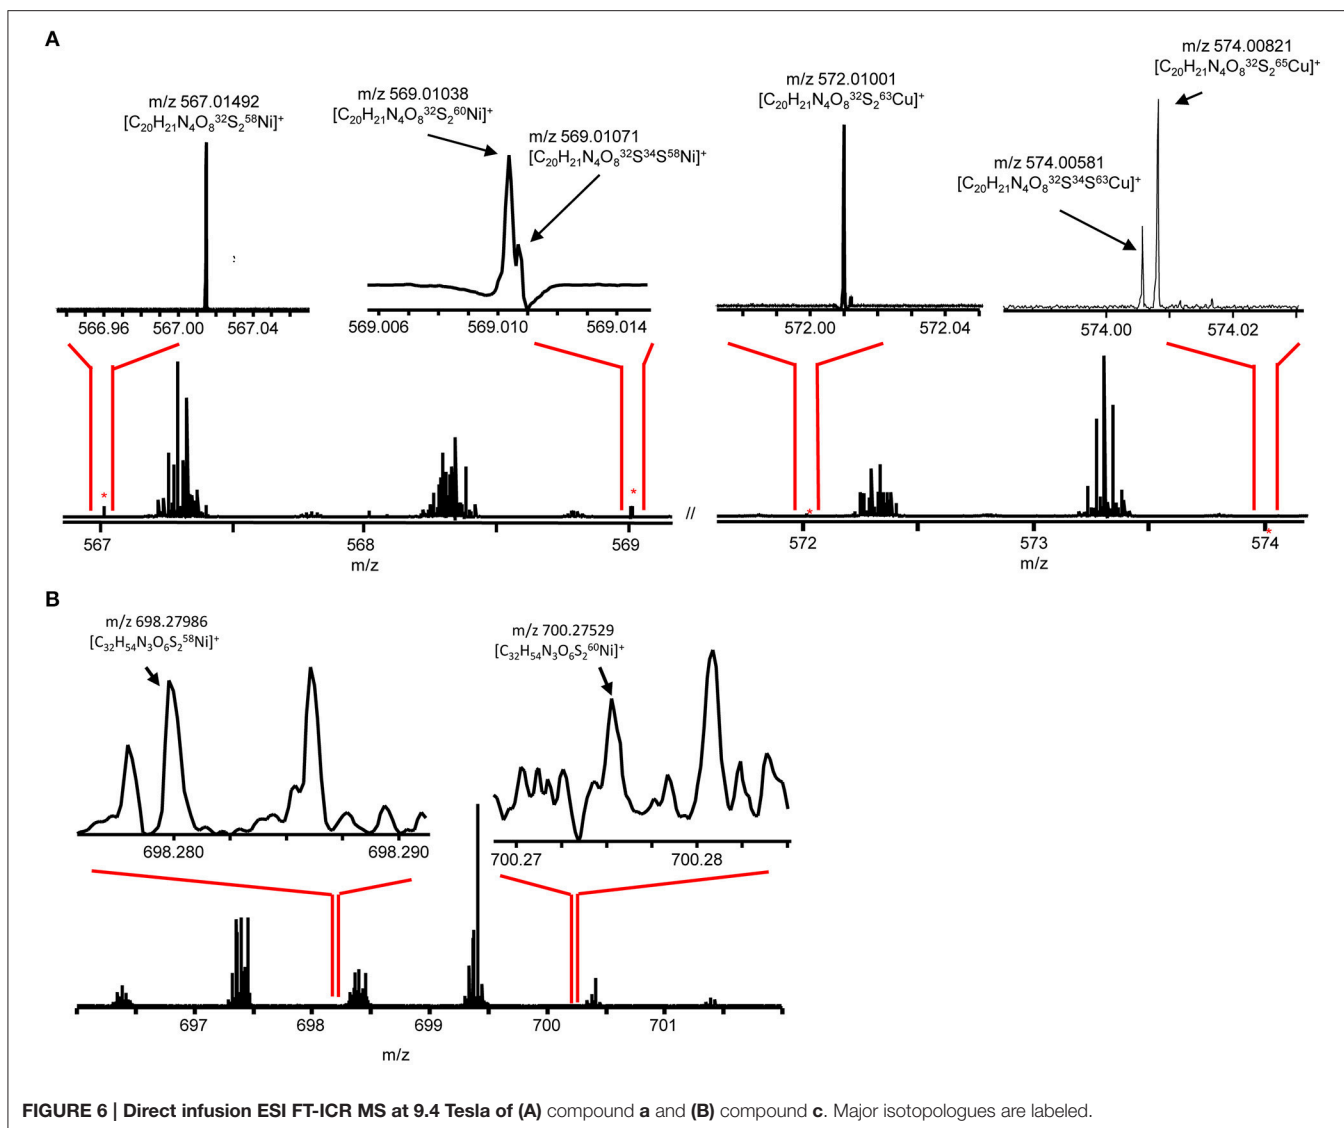 A
m/z 567.01492
[C₂₀H₂₁N₄O₈³²S₂⁵⁸Ni]⁺
m/z 569.01038
[C₂₀H₂₁N₄O₈³²S₂⁶⁰Ni]⁺
m/z 569.01071
[C₂₀H₂₁N₄O₈³²S³⁴S⁵⁸Ni]⁺
m/z 572.01001
[C₂₀H₂₁N₄O₈³²S₂⁶³Cu]⁺
m/z 574.00821
[C₂₀H₂₁N₄O₈³²S₂⁶⁵Cu]⁺
m/z 574.00581
[C₂₀H₂₁N₄O₈³²S³⁴S⁶³Cu]⁺
566.96 567.00 567.04
569.006 569.010 569.014
572.00 572.04
574.00 574.02
* * * *
567 568 569 // 572 573 574
m/z m/z
B
m/z 698.27986
[C₃₂H₅₄N₃O₆S₂⁵⁸Ni]⁺
m/z 700.27529
[C₃₂H₅₄N₃O₆S₂⁶⁰Ni]⁺
698.280 698.290
700.27 700.28
697 698 699 700 701
m/z
FIGURE 6 | Direct infusion ESI FT-ICR MS at 9.4 Tesla of (A) compound a and (B) compound c. Major isotopologues are labeled.